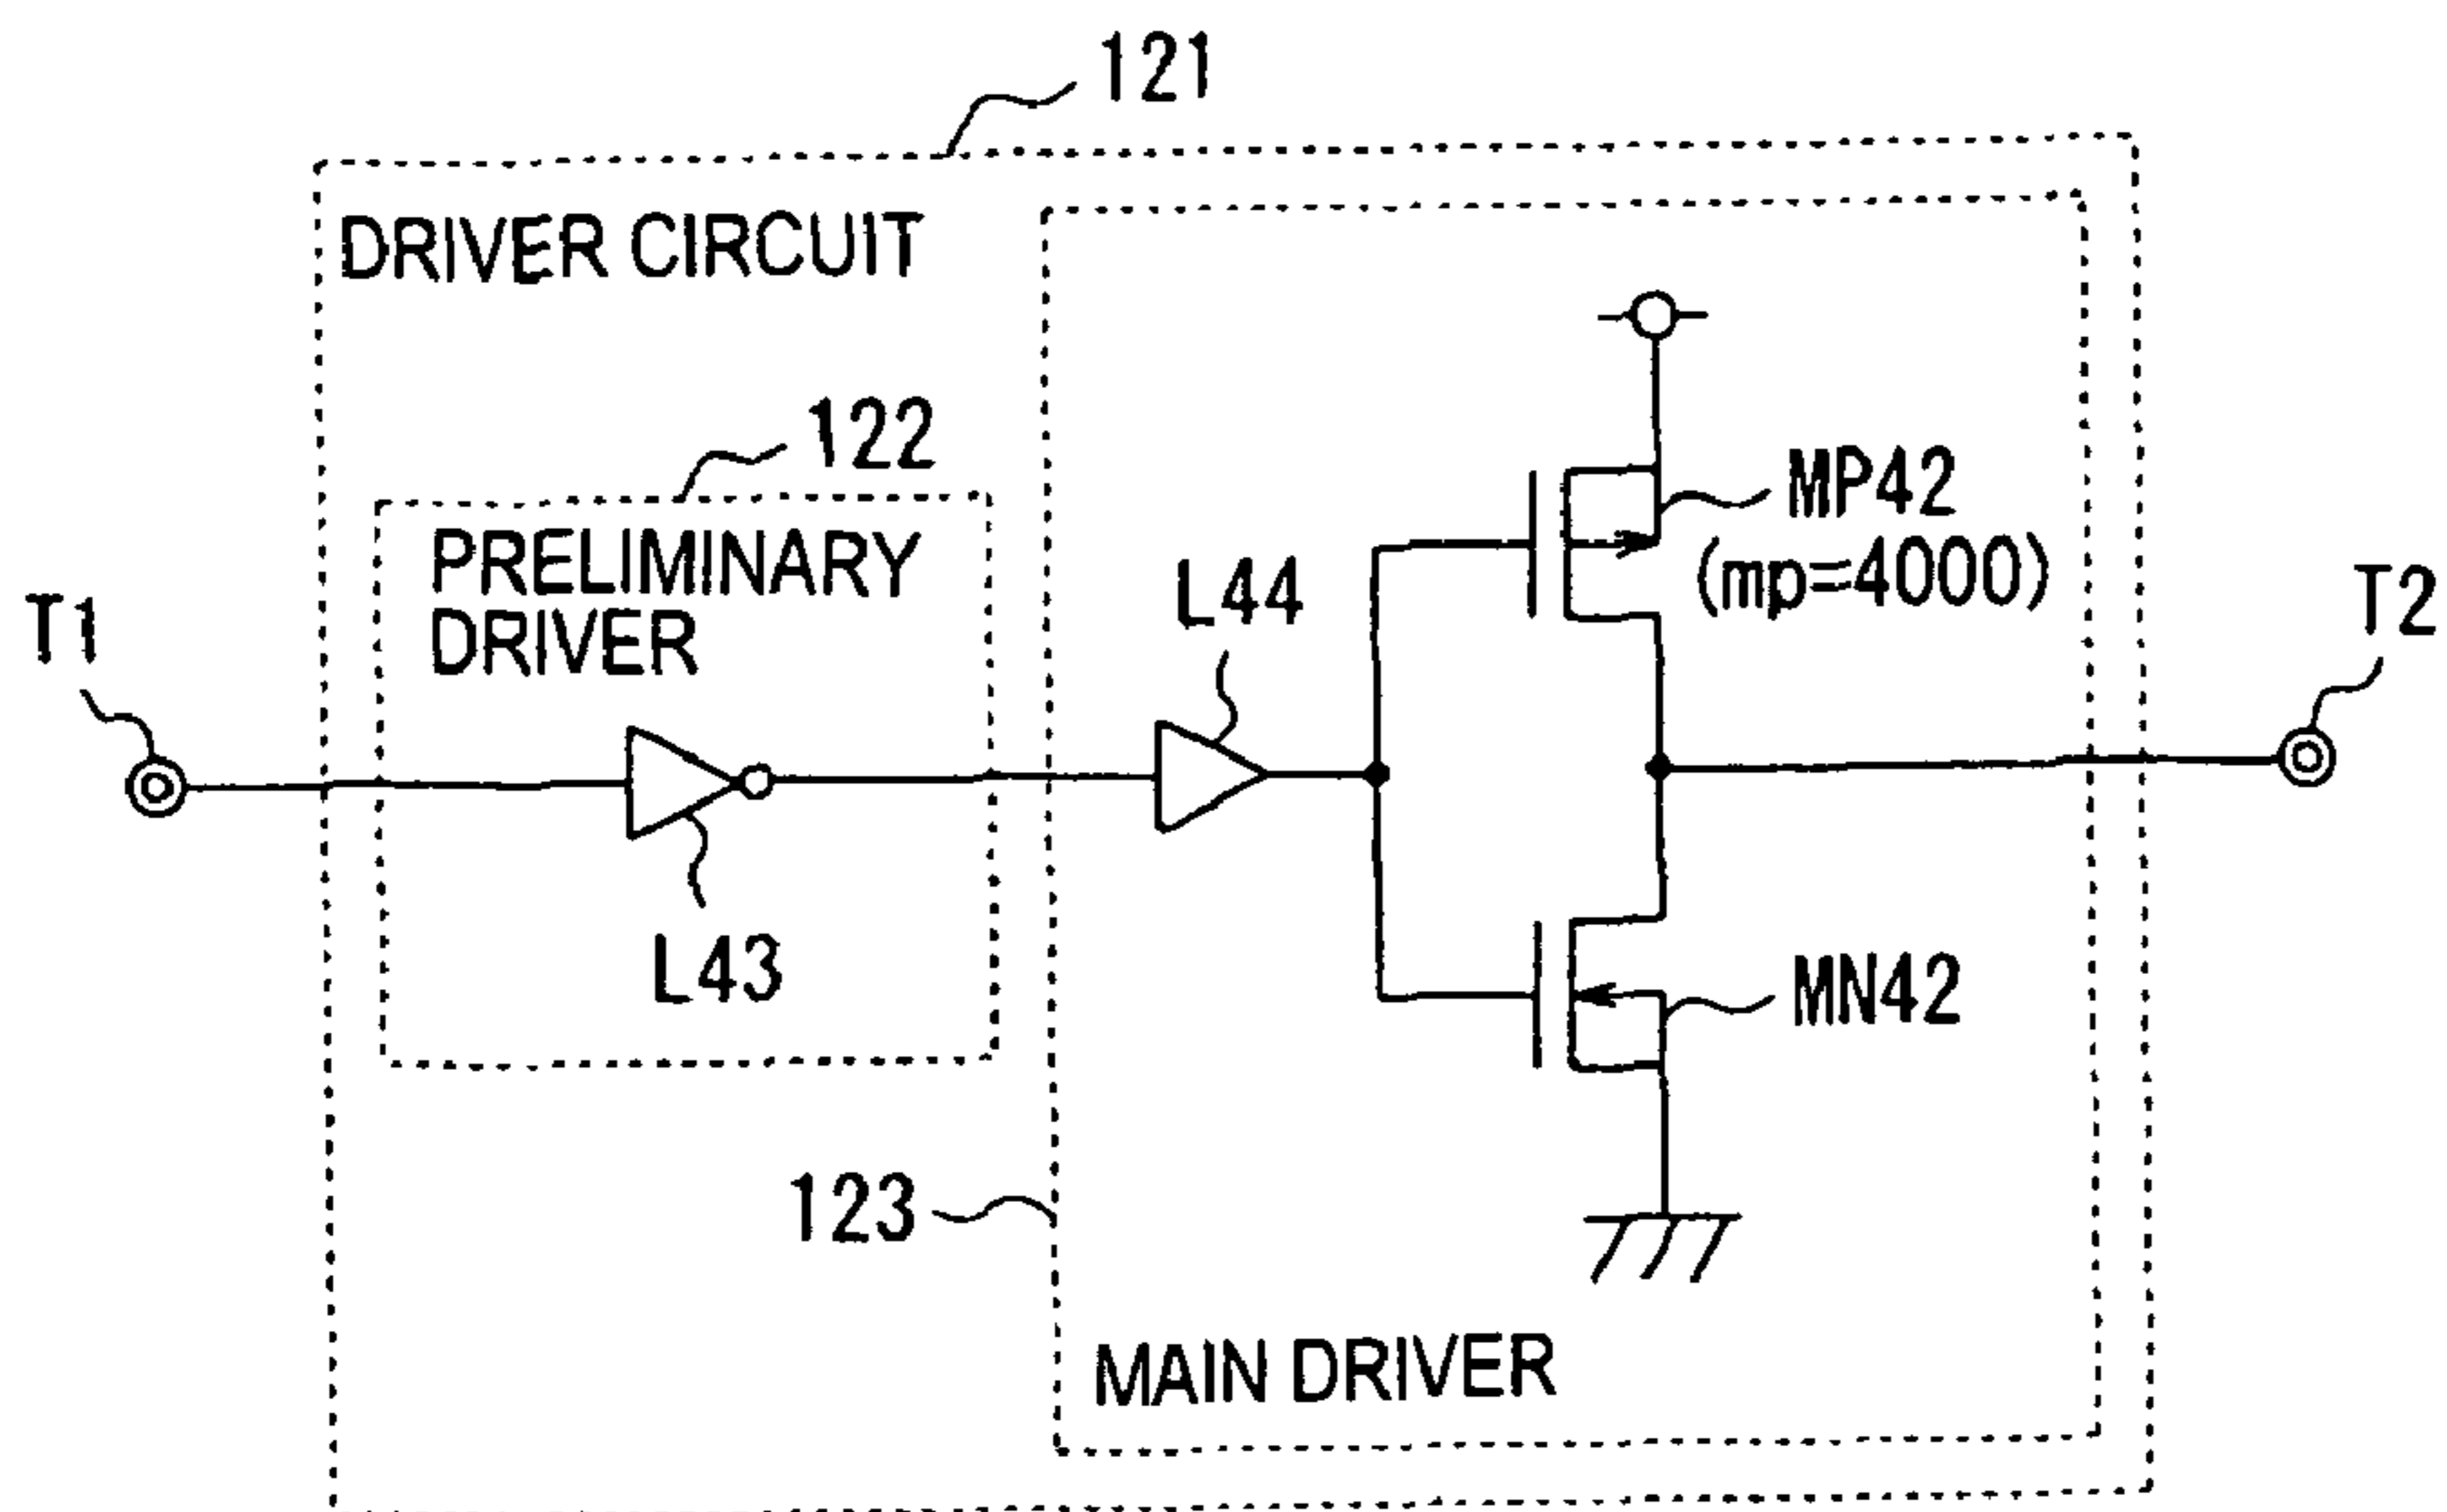 121
DRIVER CIRCUIT
122
PRELIMINARY
DRIVER
T1
L43
L44
MP42
(mp=4000)
T2
MN42
123
MAIN DRIVER